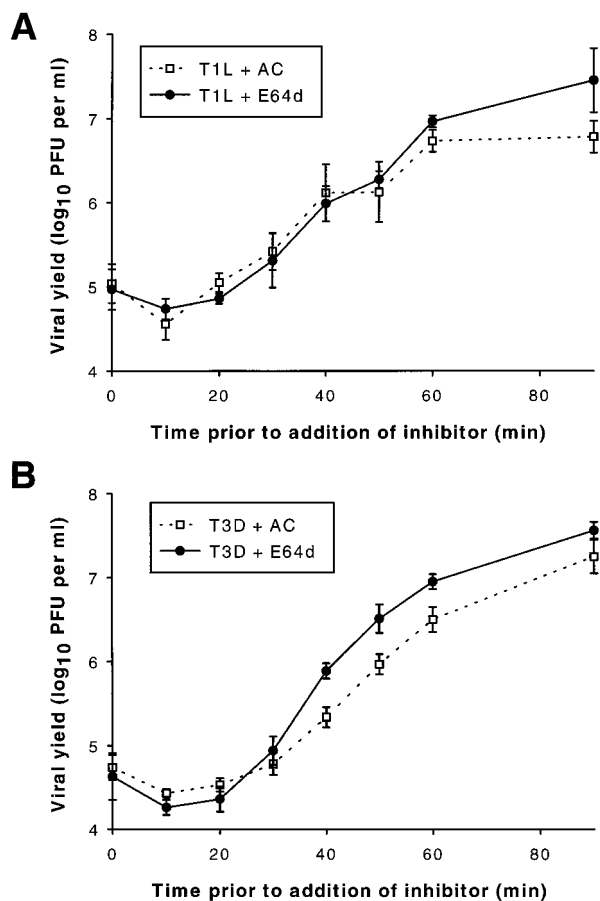 A
8
7
6
5
4
Viral yield (log10 PFU per ml)
T1L + AC
T1L + E64d
0 20 40 60 80
Time prior to addition of inhibitor (min)
B
8
7
6
5
4
Viral yield (log10 PFU per ml)
T3D + AC
T3D + E64d
0 20 40 60 80
Time prior to addition of inhibitor (min)